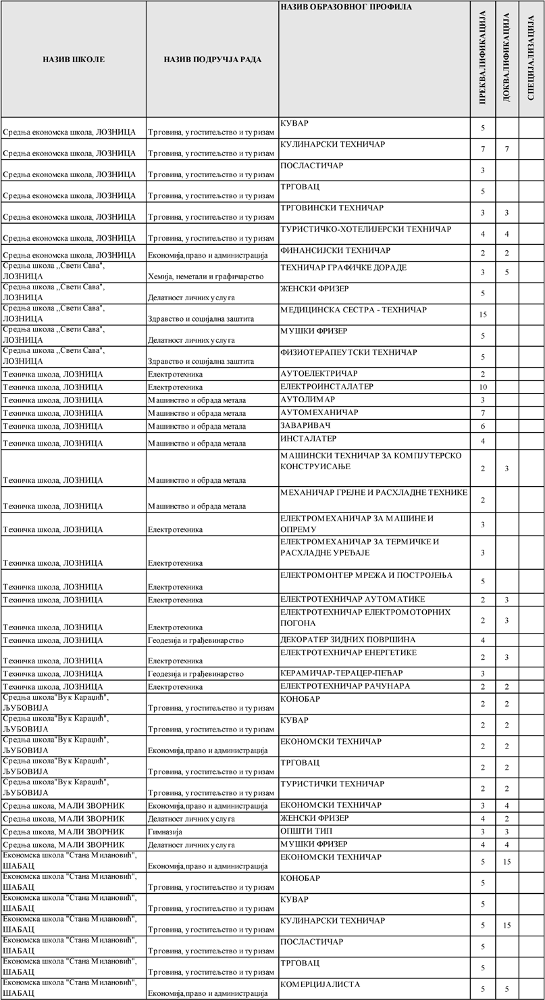 НАЗИВ ШКОЛЕ НАЗИВ ПОДРУЧЈА РАДА НАЗИВ ОБРАЗОВНОГ ПРОФИЛА ПРЕКВАЛИФИКАЦИЈА ДОКВАЛИФИКАЦИЈА СПЕЦИЈАЛИЗАЦИЈА
Средња економска школа, ЛОЗНИЦА Трговина, угоститељство и туризам КУВАР 5
Средња економска школа, ЛОЗНИЦА Трговина, угоститељство и туризам КУЛИНАРСКИ ТЕХНИЧАР 7 7
Средња економска школа, ЛОЗНИЦА Трговина, угоститељство и туризам ПОСЛАСТИЧАР 3
Средња економска школа, ЛОЗНИЦА Трговина, угоститељство и туризам ТРГОВАЦ 5
Средња економска школа, ЛОЗНИЦА Трговина, угоститељство и туризам ТРГОВИНСКИ ТЕХНИЧАР 3 3
Средња економска школа, ЛОЗНИЦА Трговина, угоститељство и туризам ТУРИСТИЧКО-ХОТЕЛИЈЕРСКИ ТЕХНИЧАР 4 4
Средња економска школа, ЛОЗНИЦА Економија,право и администрација ФИНАНСИЈСКИ ТЕХНИЧАР 2 2
Средња школа ,,Свети Сава",
ЛОЗНИЦА Хемија, неметали и графичарство ТЕХНИЧАР ГРАФИЧКЕ ДОРАДЕ 3 5
Средња школа ,,Свети Сава",
ЛОЗНИЦА Делатност личних услуга ЖЕНСКИ ФРИЗЕР 5
Средња школа ,,Свети Сава",
ЛОЗНИЦА Здравство и социјална заштита МЕДИЦИНСКА СЕСТРА - ТЕХНИЧАР 15
Средња школа ,,Свети Сава",
ЛОЗНИЦА Делатност личних услуга МУШКИ ФРИЗЕР 5
Средња школа ,,Свети Сава",
ЛОЗНИЦА Здравство и социјална заштита ФИЗИОТЕРАПЕУТСКИ ТЕХНИЧАР 5
Техничка школа, ЛОЗНИЦА Електротехника АУТОЕЛЕКТРИЧАР 2
Техничка школа, ЛОЗНИЦА Електротехника ЕЛЕКТРОИНСТАЛАТЕР 10
Техничка школа, ЛОЗНИЦА Машинство и обрада метала АУТОЛИМАР 3
Техничка школа, ЛОЗНИЦА Машинство и обрада метала АУТОМЕХАНИЧАР 7
Техничка школа, ЛОЗНИЦА Машинство и обрада метала ЗАВАРИВАЧ 6
Техничка школа, ЛОЗНИЦА Машинство и обрада метала ИНСТАЛАТЕР 4
Техничка школа, ЛОЗНИЦА Машинство и обрада метала МАШИНСКИ ТЕХНИЧАР ЗА КОМПЈУТЕРСКО
КОНСТРУИСАЊЕ 2 3
Техничка школа, ЛОЗНИЦА Машинство и обрада метала МЕХАНИЧАР ГРЕЈНЕ И РАСХЛАДНЕ ТЕХНИКЕ 2
Техничка школа, ЛОЗНИЦА Електротехника ЕЛЕКТРОМЕХАНИЧАР ЗА МАШИНЕ И
ОПРЕМУ 3
Техничка школа, ЛОЗНИЦА Електротехника ЕЛЕКТРОМЕХАНИЧАР ЗА ТЕРМИЧКЕ И
РАСХЛАДНЕ УРЕЂАЈЕ 3
Техничка школа, ЛОЗНИЦА Електротехника ЕЛЕКТРОМОНТЕР МРЕЖА И ПОСТРОЈЕЊА 5
Техничка школа, ЛОЗНИЦА Електротехника ЕЛЕКТРОТЕХНИЧАР АУТОМАТИКЕ 2 3
Техничка школа, ЛОЗНИЦА Електротехника ЕЛЕКТРОТЕХНИЧАР ЕЛЕКТРОМОТОРНИХ
ПОГОНА 2 3
Техничка школа, ЛОЗНИЦА Геодезија и грађевинарство ДЕКОРАТЕР ЗИДНИХ ПОВРШИНА 4
Техничка школа, ЛОЗНИЦА Електротехника ЕЛЕКТРОТЕХНИЧАР ЕНЕРГЕТИКЕ 2 3
Техничка школа, ЛОЗНИЦА Геодезија и грађевинарство КЕРАМИЧАР-ТЕРАЦЕР-ПЕЋАР 3
Техничка школа, ЛОЗНИЦА Електротехника ЕЛЕКТРОТЕХНИЧАР РАЧУНАРА 2 2
Средња школа"Вук Караџић",
ЉУБОВИЈА Трговина, угоститељство и туризам КОНОБАР 2 2
Средња школа"Вук Караџић",
ЉУБОВИЈА Трговина, угоститељство и туризам КУВАР 2 2
Средња школа"Вук Караџић",
ЉУБОВИЈА Економија,право и администрација ЕКОНОМСКИ ТЕХНИЧАР 2 2
Средња школа"Вук Караџић",
ЉУБОВИЈА Трговина, угоститељство и туризам ТРГОВАЦ 2 2
Средња школа"Вук Караџић",
ЉУБОВИЈА Трговина, угоститељство и туризам ТУРИСТИЧКИ ТЕХНИЧАР 2 2
Средња школа, МАЛИ ЗВОРНИК Економија,право и администрација ЕКОНОМСКИ ТЕХНИЧАР 3 4
Средња школа, МАЛИ ЗВОРНИК Делатност личних услуга ЖЕНСКИ ФРИЗЕР 4 2
Средња школа, МАЛИ ЗВОРНИК Гимназија ОПШТИ ТИП 3 3
Средња школа, МАЛИ ЗВОРНИК Делатност личних услуга МУШКИ ФРИЗЕР 4 4
Економска школа "Стана Милановић",
ШАБАЦ Економија,право и администрација ЕКОНОМСКИ ТЕХНИЧАР 5 15
Економска школа "Стана Милановић",
ШАБАЦ Трговина, угоститељство и туризам КОНОБАР 5
Економска школа "Стана Милановић",
ШАБАЦ Трговина, угоститељство и туризам КУВАР 5
Економска школа "Стана Милановић",
ШАБАЦ Трговина, угоститељство и туризам КУЛИНАРСКИ ТЕХНИЧАР 5 15
Економска школа "Стана Милановић",
ШАБАЦ Трговина, угоститељство и туризам ПОСЛАСТИЧАР 5
Економска школа "Стана Милановић",
ШАБАЦ Трговина, угоститељство и туризам ТРГОВАЦ 5
Економска школа "Стана Милановић",
ШАБАЦ Економија,право и администрација КОМЕРЦИЈАЛИСТА 5 5